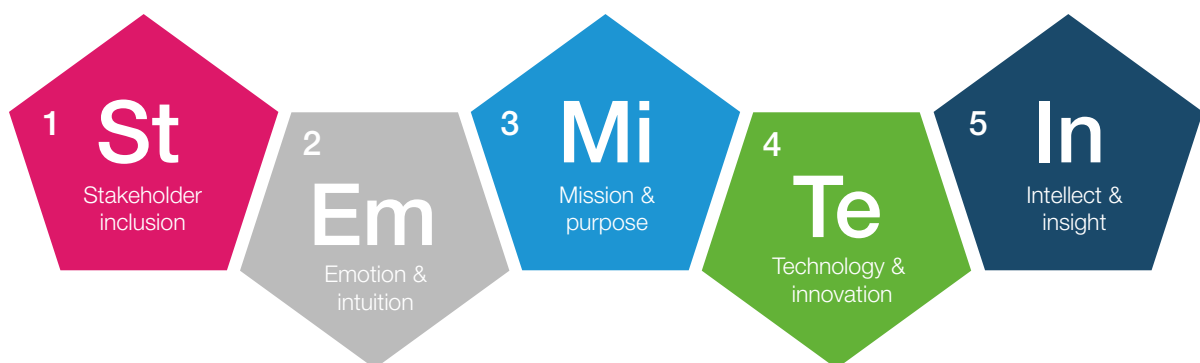 1
St
Stakeholder
inclusion
2
Em
Emotion &
intuition
3
Mi
Mission &
purpose
4
Te
Technology &
innovation
5
In
Intellect &
insight